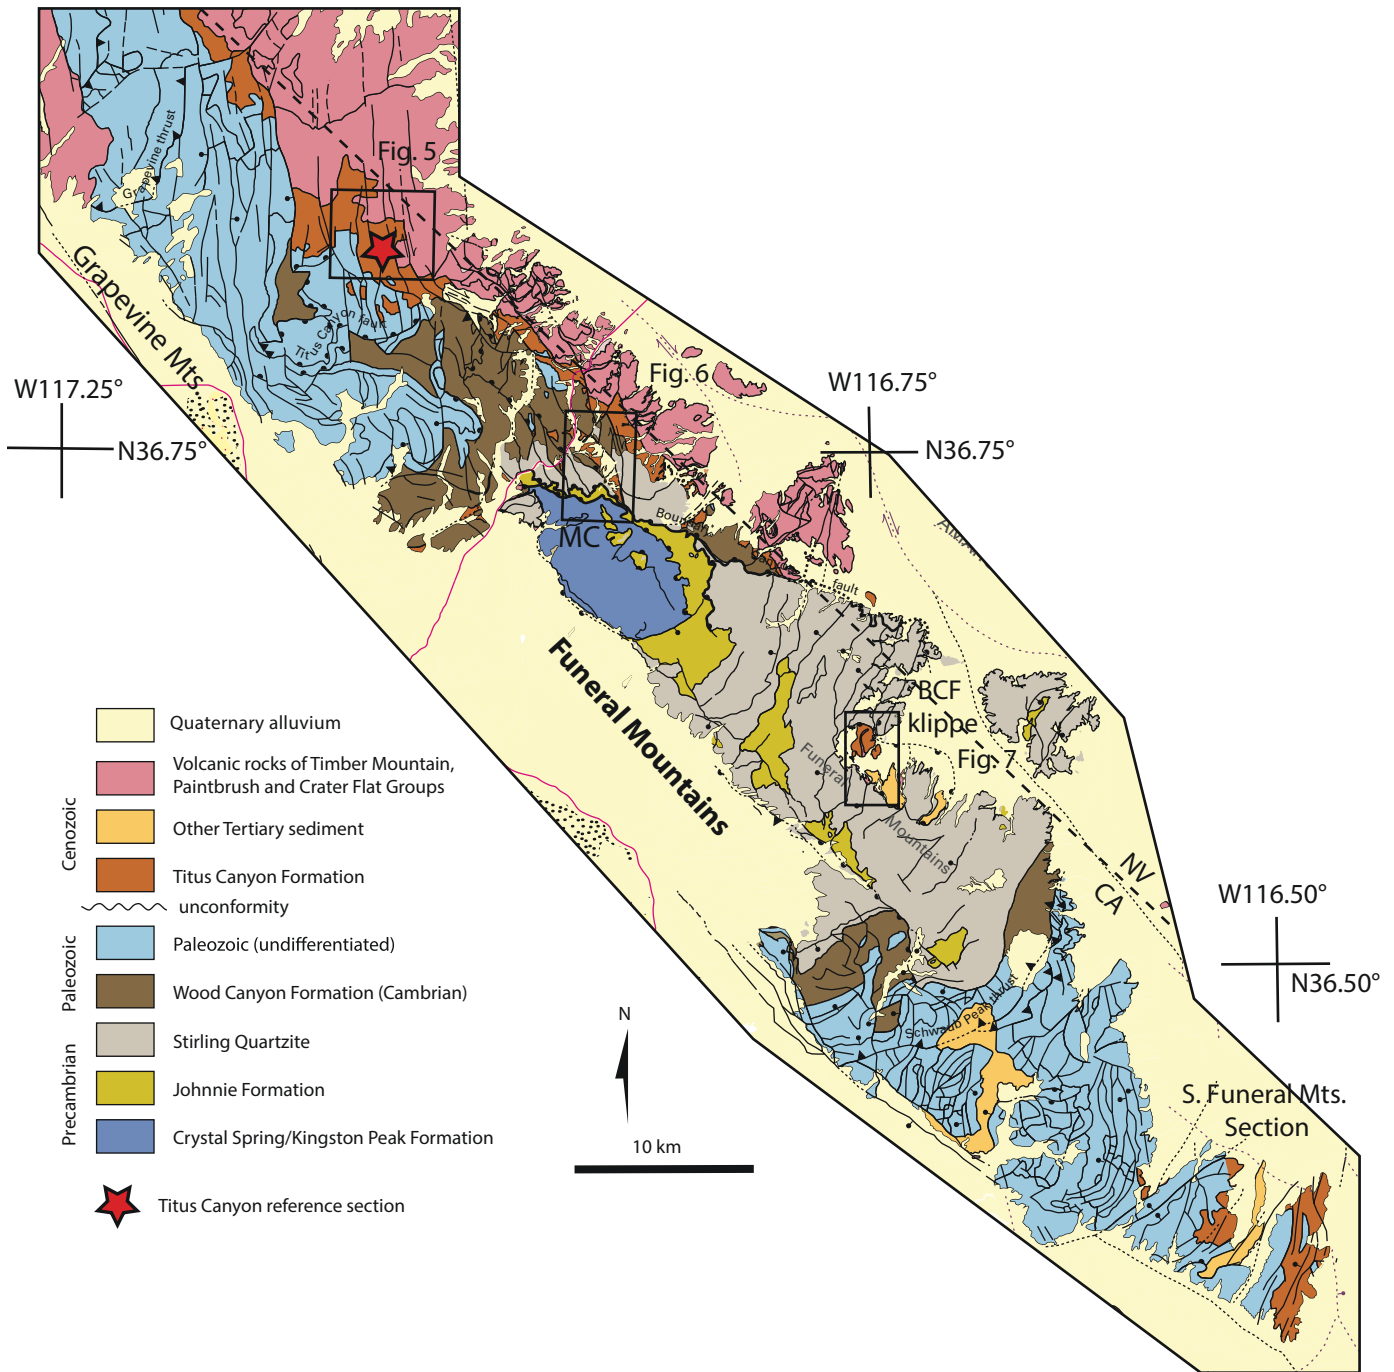 Fig. 5
Grapevine thrust
Grapevine Mts
Titus Canyon fault
Fig. 6
W117.25°
N36.75°
W116.75°
N36.75°
MC
Boundary
Canyon
fault
Funeral Mountains
BCF
klippe
Fig. 7
Funeral
Mountains
NV
CA
W116.50°
N36.50°
Schwaub Peak thrust
S. Funeral Mts.
Section
Quaternary alluvium
Volcanic rocks of Timber Mountain,
Paintbrush and Crater Flat Groups
Other Tertiary sediment
Titus Canyon Formation
unconformity
Paleozoic (undifferentiated)
Wood Canyon Formation (Cambrian)
Stirling Quartzite
Johnnie Formation
Crystal Spring/Kingston Peak Formation
Titus Canyon reference section
Cenozoic
Paleozoic
Precambrian
N
10 km